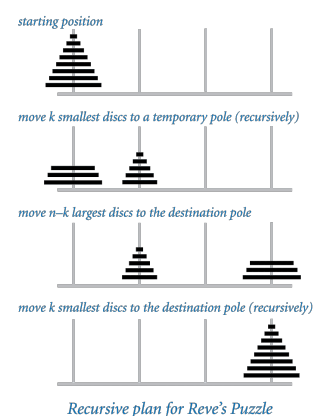 starting position
move k smallest discs to a temporary pole (recursively)
move n–k largest discs to the destination pole
move k smallest discs to the destination pole (recursively)
Recursive plan for Reve's Puzzle